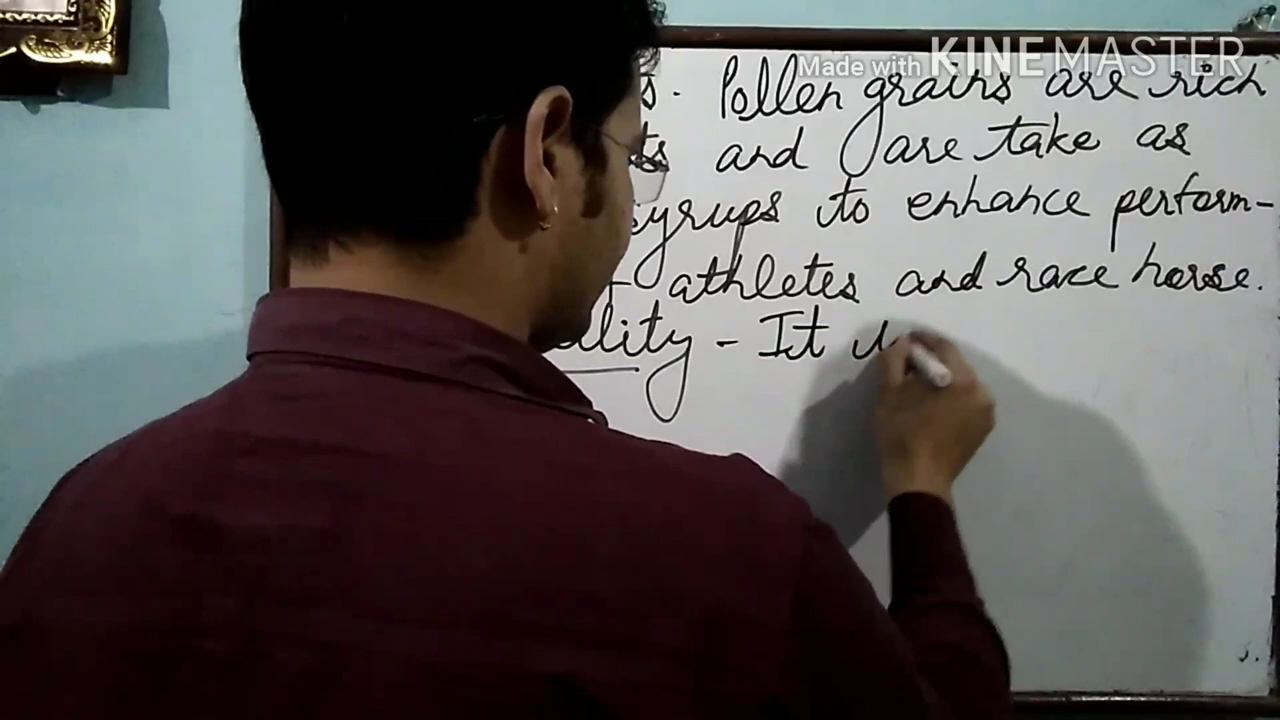 Made with KINEMASTER
s. Pollen grains are rich
ts and are take as
syrups to enhance perform-
athletes and race horse.
ality - It